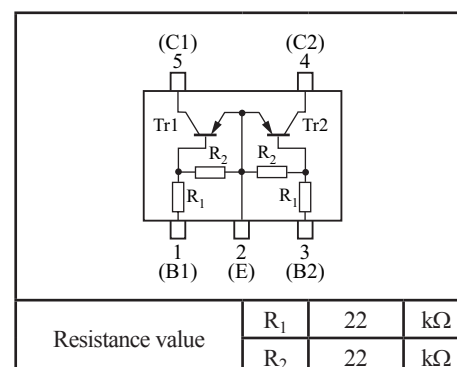 (C1) (C2)
5 4
Tr1 Tr2
R₂ R₂
R₁ R₁
1 2 3
(B1) (E) (B2)
Resistance value R₁ 22 kΩ
R₂ 22 kΩ